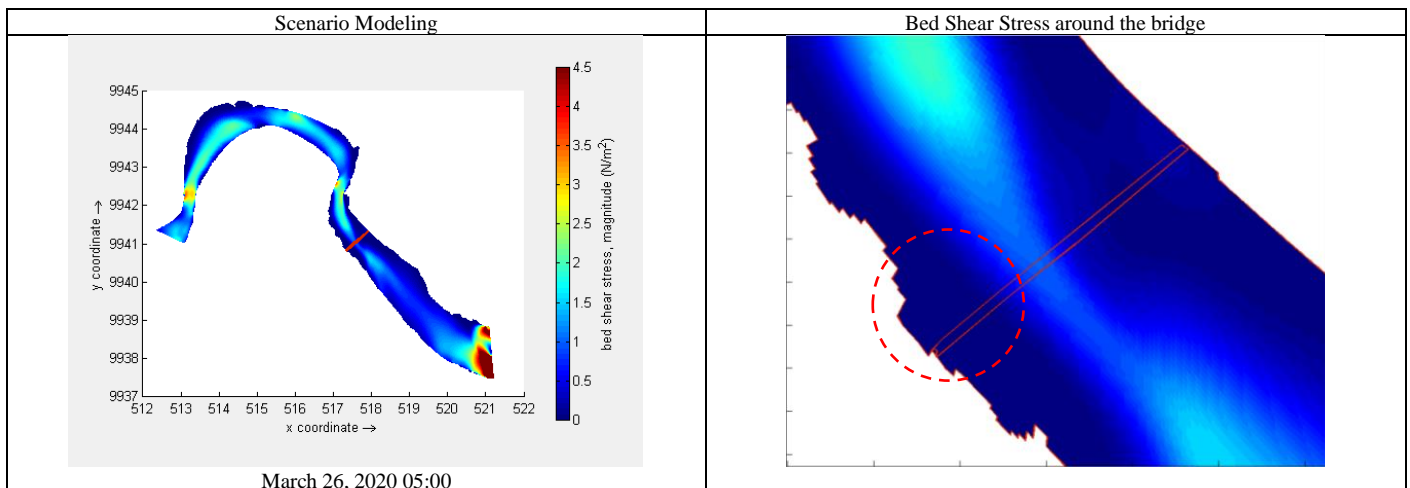 Scenario Modeling
Bed Shear Stress around the bridge
4.5
4
3.5
3
2.5
2
1.5
1
0.5
0
bed shear stress, magnitude (N/m²)
9945
9944
9943
9942
9941
9940
9939
9938
9937
y coordinate →
512 513 514 515 516 517 518 519 520 521 522
x coordinate →
March 26, 2020 05:00